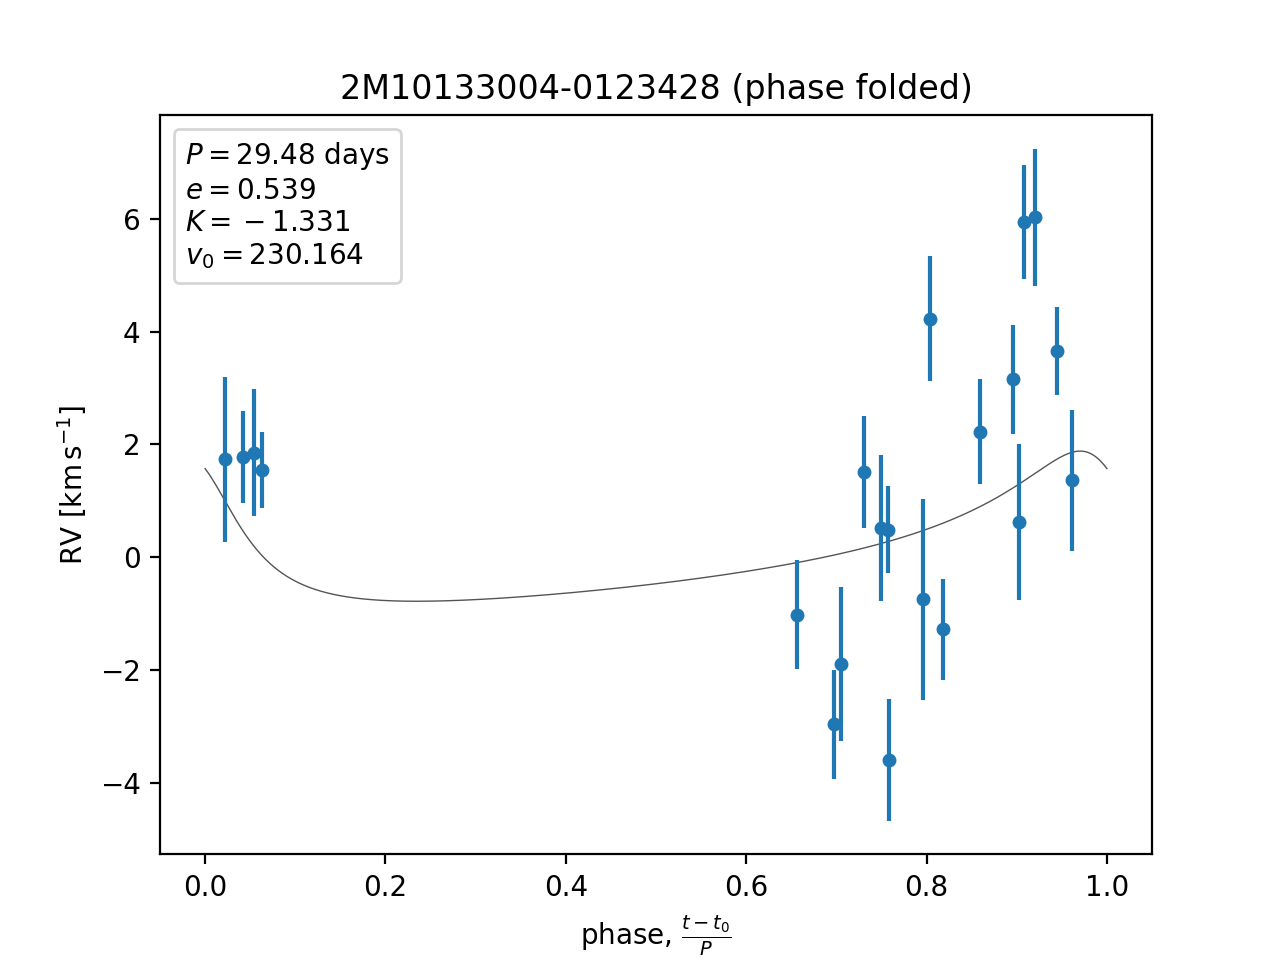 2M10133004-0123428 (phase folded)
P = 29.48 days
e = 0.539
K = −1.331
v₀ = 230.164
RV [km s⁻¹]
6
4
2
0
−2
−4
0.0 0.2 0.4 0.6 0.8 1.0
phase, (t − t₀)/P